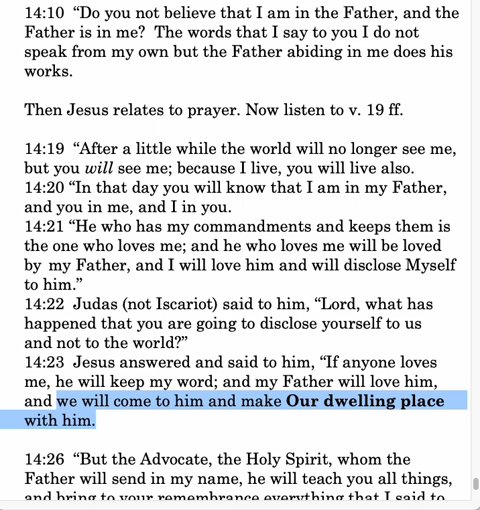 14:10 “Do you not believe that I am in the Father, and the
Father is in me? The words that I say to you I do not
speak from my own but the Father abiding in me does his
works.
Then Jesus relates to prayer. Now listen to v. 19 ff.
14:19 “After a little while the world will no longer see me,
but you will see me; because I live, you will live also.
14:20 “In that day you will know that I am in my Father,
and you in me, and I in you.
14:21 “He who has my commandments and keeps them is
the one who loves me; and he who loves me will be loved
by my Father, and I will love him and will disclose Myself
to him.”
14:22 Judas (not Iscariot) said to him, “Lord, what has
happened that you are going to disclose yourself to us
and not to the world?”
14:23 Jesus answered and said to him, “If anyone loves
me, he will keep my word; and my Father will love him,
and we will come to him and make Our dwelling place
with him.
14:26 “But the Advocate, the Holy Spirit, whom the
Father will send in my name, he will teach you all things,
and bring to your remembrance everything that I said to